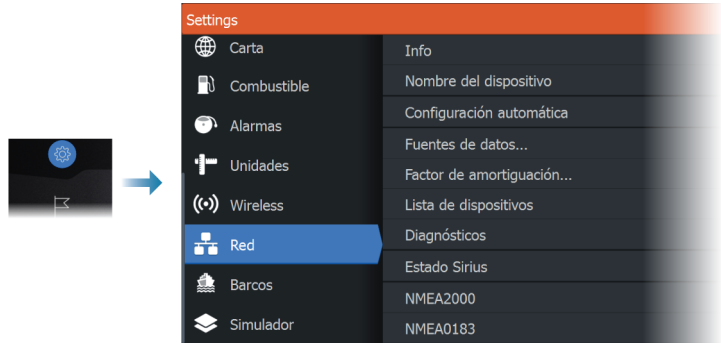 Settings
Carta
Combustible
Alarmas
Unidades
Wireless
Red
Barcos
Simulador
Info
Nombre del dispositivo
Configuración automática
Fuentes de datos...
Factor de amortiguación...
Lista de dispositivos
Diagnósticos
Estado Sirius
NMEA2000
NMEA0183